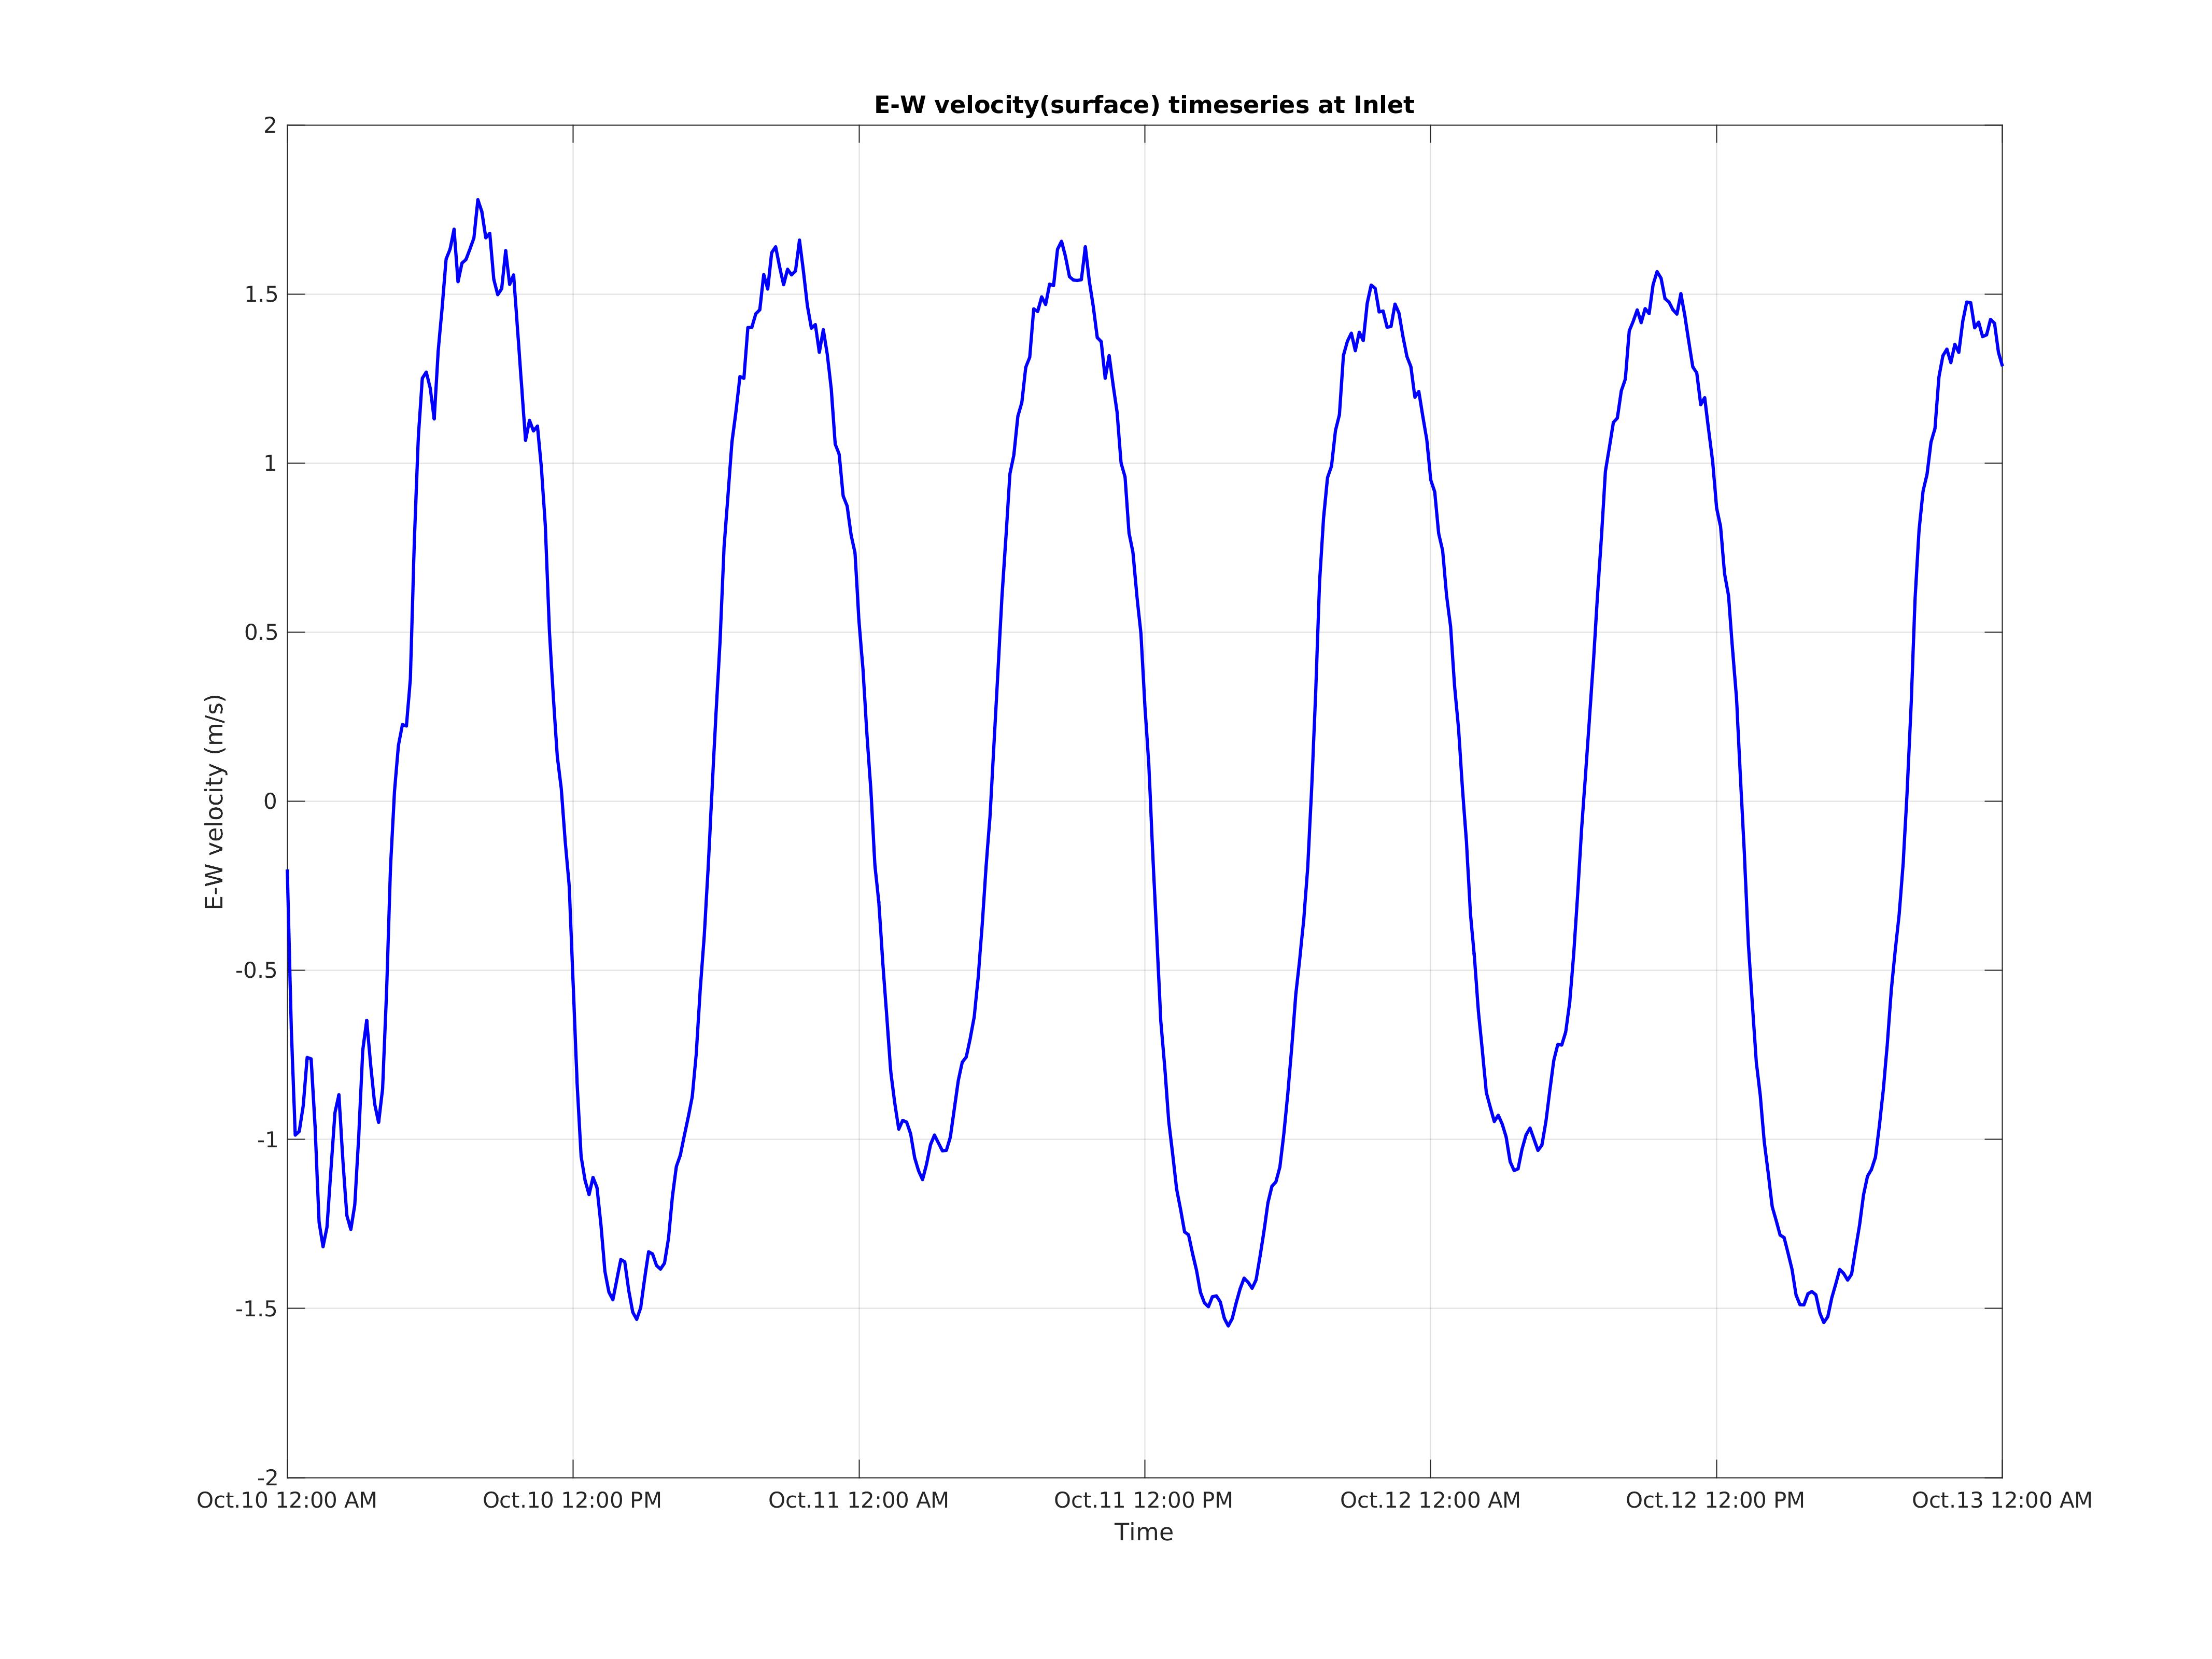 E-W velocity(surface) timeseries at Inlet
2
1.5
1
0.5
0
-0.5
-1
-1.5
-2
E-W velocity (m/s)
Oct.10 12:00 AM Oct.10 12:00 PM Oct.11 12:00 AM Oct.11 12:00 PM Oct.12 12:00 AM Oct.12 12:00 PM Oct.13 12:00 AM
Time